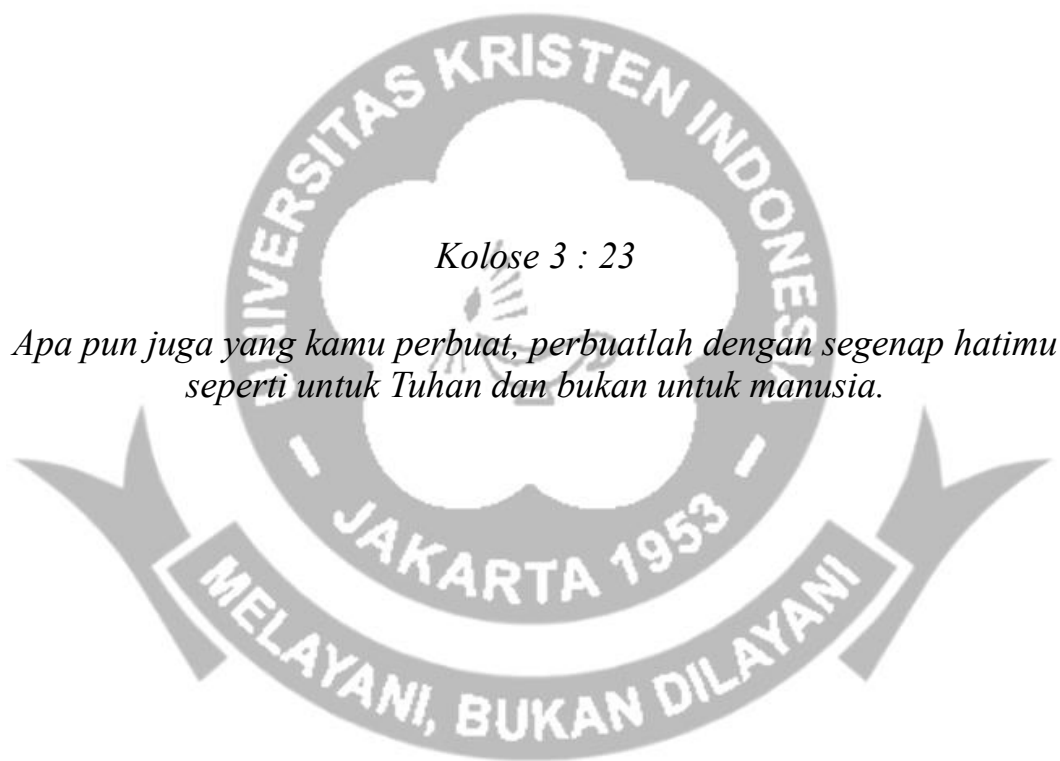 UNIVERSITAS KRISTEN INDONESIA
Kolose 3 : 23
Apa pun juga yang kamu perbuat, perbuatlah dengan segenap hatimu
seperti untuk Tuhan dan bukan untuk manusia.
JAKARTA 1953
MELAYANI, BUKAN DILAYANI